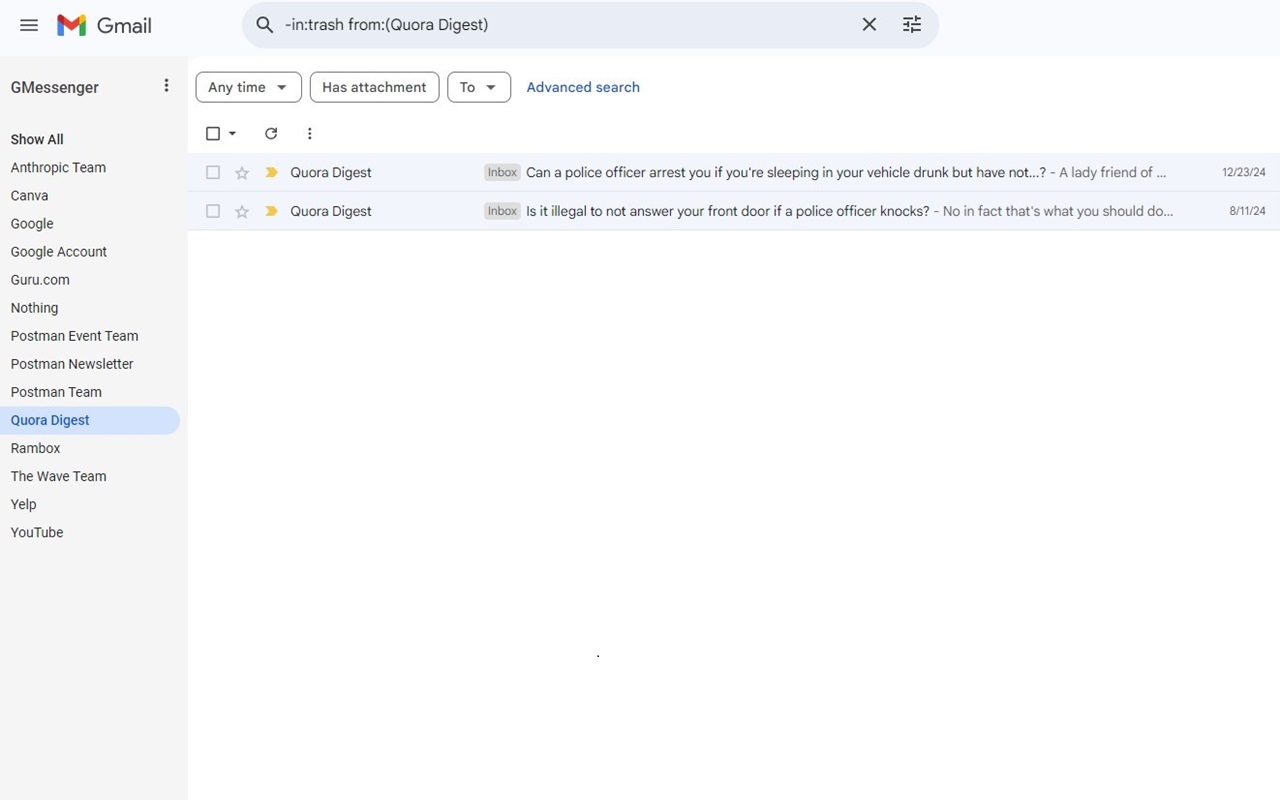 Gmail
-in:trash from:(Quora Digest)
GMessenger
Show All
Anthropic Team
Canva
Google
Google Account
Guru.com
Nothing
Postman Event Team
Postman Newsletter
Postman Team
Quora Digest
Rambox
The Wave Team
Yelp
YouTube
Any time Has attachment To Advanced search
Quora Digest Inbox Can a police officer arrest you if you're sleeping in your vehicle drunk but have not...? - A lady friend of ... 12/23/24
Quora Digest Inbox Is it illegal to not answer your front door if a police officer knocks? - No in fact that's what you should do... 8/11/24